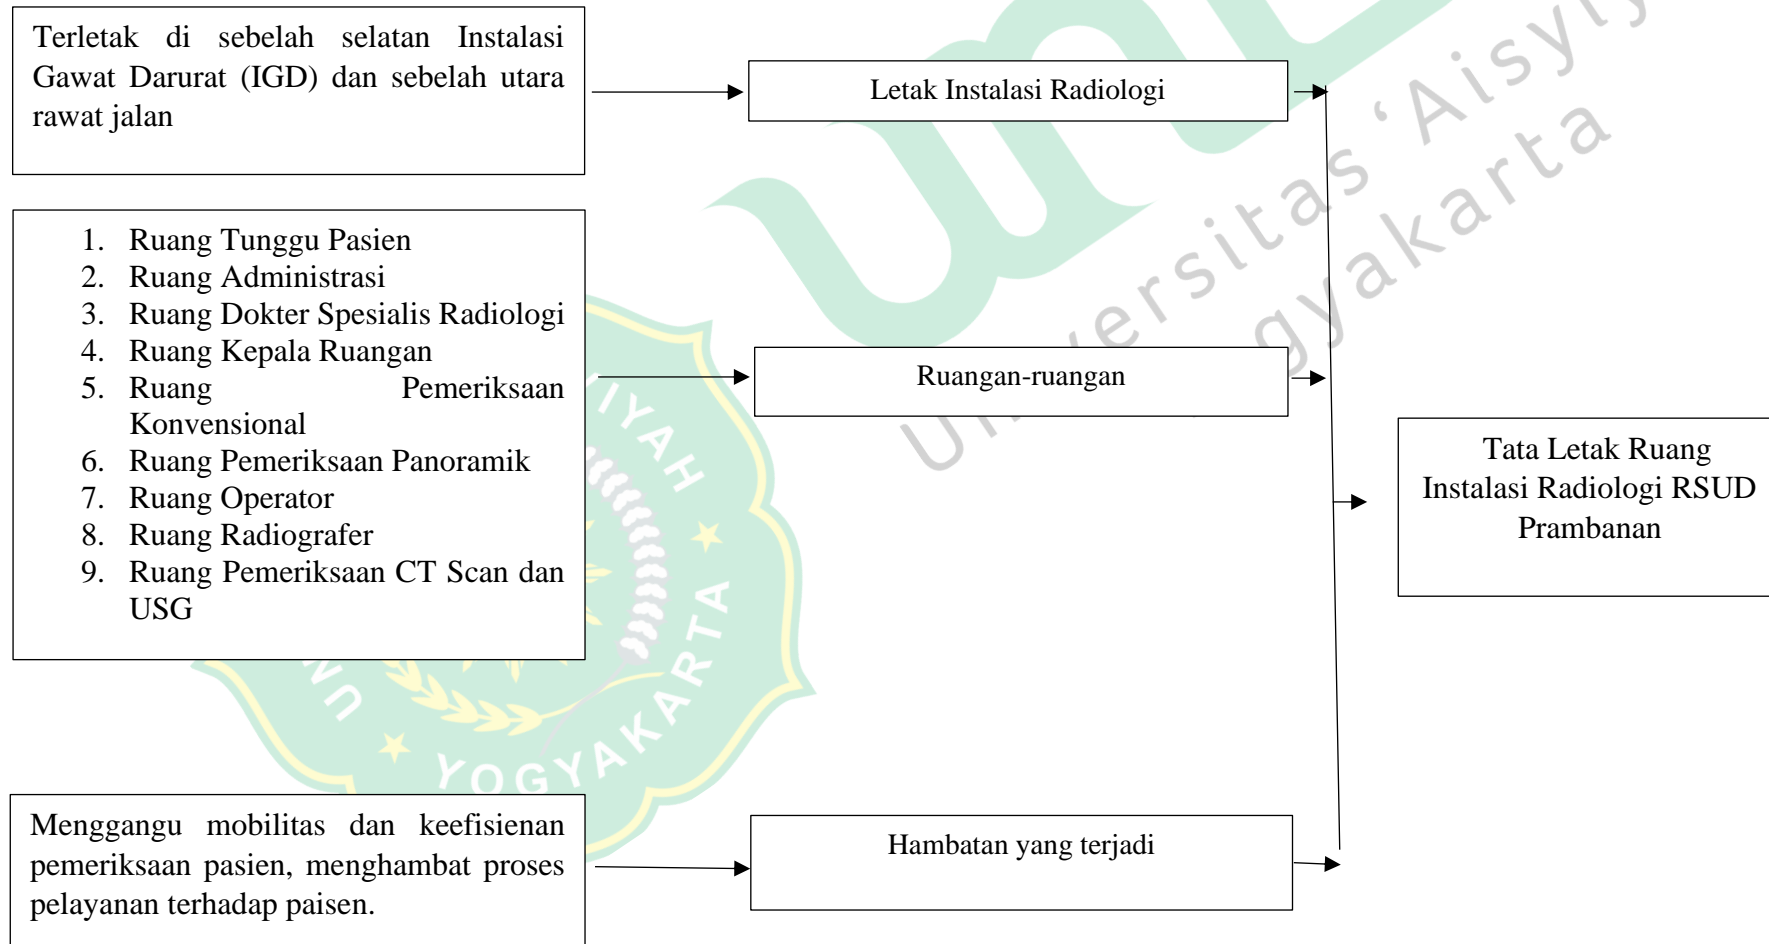 Terletak di sebelah selatan Instalasi
Gawat Darurat (IGD) dan sebelah utara
rawat jalan
Letak Instalasi Radiologi
1. Ruang Tunggu Pasien
2. Ruang Administrasi
3. Ruang Dokter Spesialis Radiologi
4. Ruang Kepala Ruangan
5. Ruang Pemeriksaan
Konvensional
6. Ruang Pemeriksaan Panoramik
7. Ruang Operator
8. Ruang Radiografer
9. Ruang Pemeriksaan CT Scan dan
USG
Ruangan-ruangan
Tata Letak Ruang
Instalasi Radiologi RSUD
Prambanan
Menggangu mobilitas dan keefisienan
pemeriksaan pasien, menghambat proses
pelayanan terhadap paisen.
Hambatan yang terjadi
YOGYAKARTA